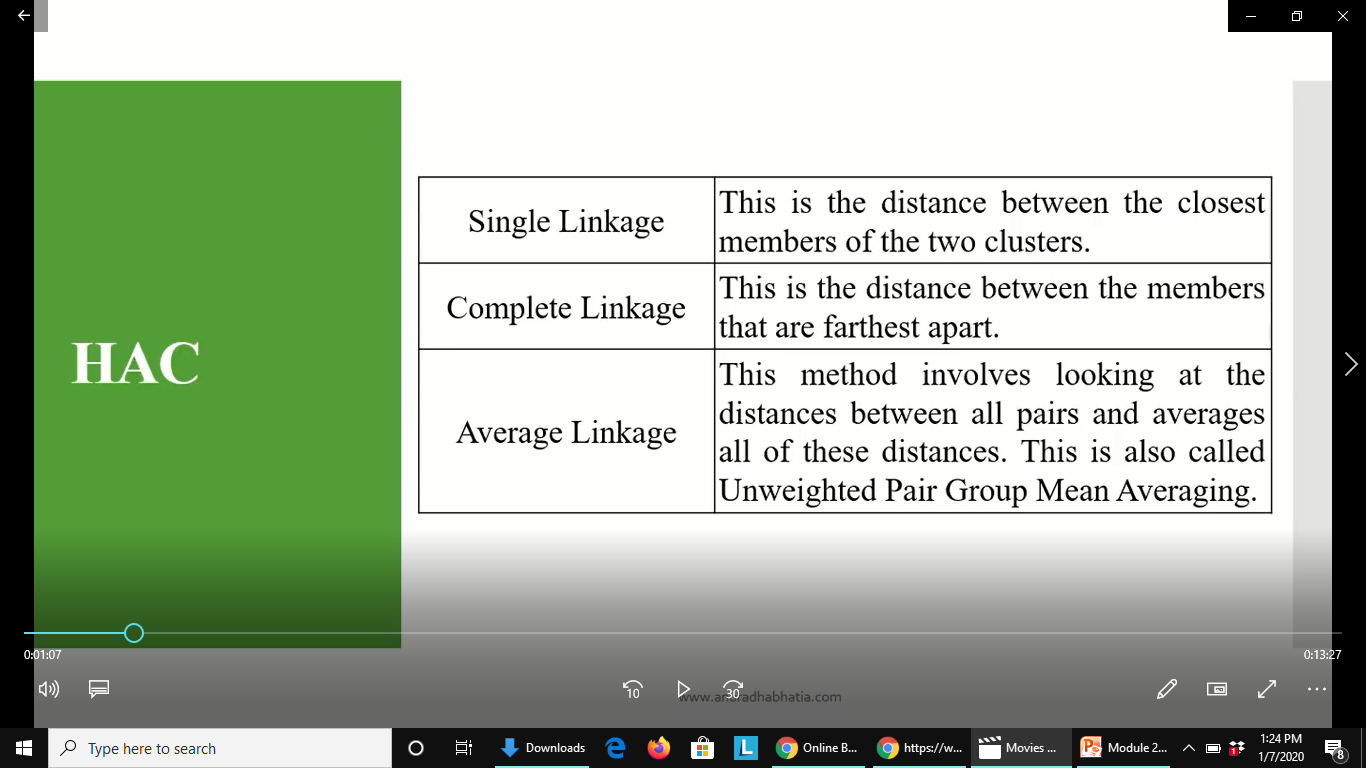 HAC
Single Linkage
This is the distance between the closest
members of the two clusters.
Complete Linkage
This is the distance between the members
that are farthest apart.
Average Linkage
This method involves looking at the
distances between all pairs and averages
all of these distances. This is also called
Unweighted Pair Group Mean Averaging.
0:01:07
0:13:27
10
30
Type here to search
Downloads
L
Online B...
https://w...
Movies ...
Module 2...
1
1:24 PM
1/7/2020
8